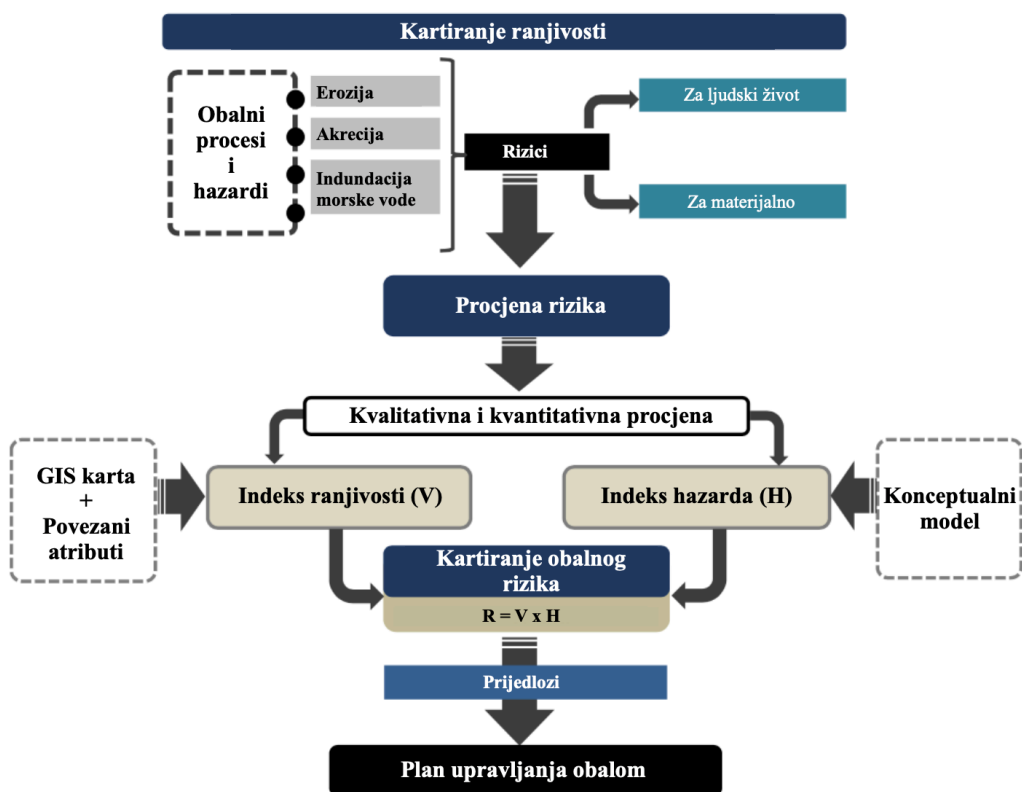 Kartiranje ranjivosti
Obalni
procesi
i
hazardi
Erozija
Akrecija
Indundacija
morske vode
Rizici
Za ljudski život
Za materijalno
Procjena rizika
Kvalitativna i kvantitativna procjena
GIS karta
+
Povezani
atributi
Indeks ranjivosti (V)
Indeks hazarda (H)
Konceptualni
model
Kartiranje obalnog
rizika
R = V x H
Prijedlozi
Plan upravljanja obalom